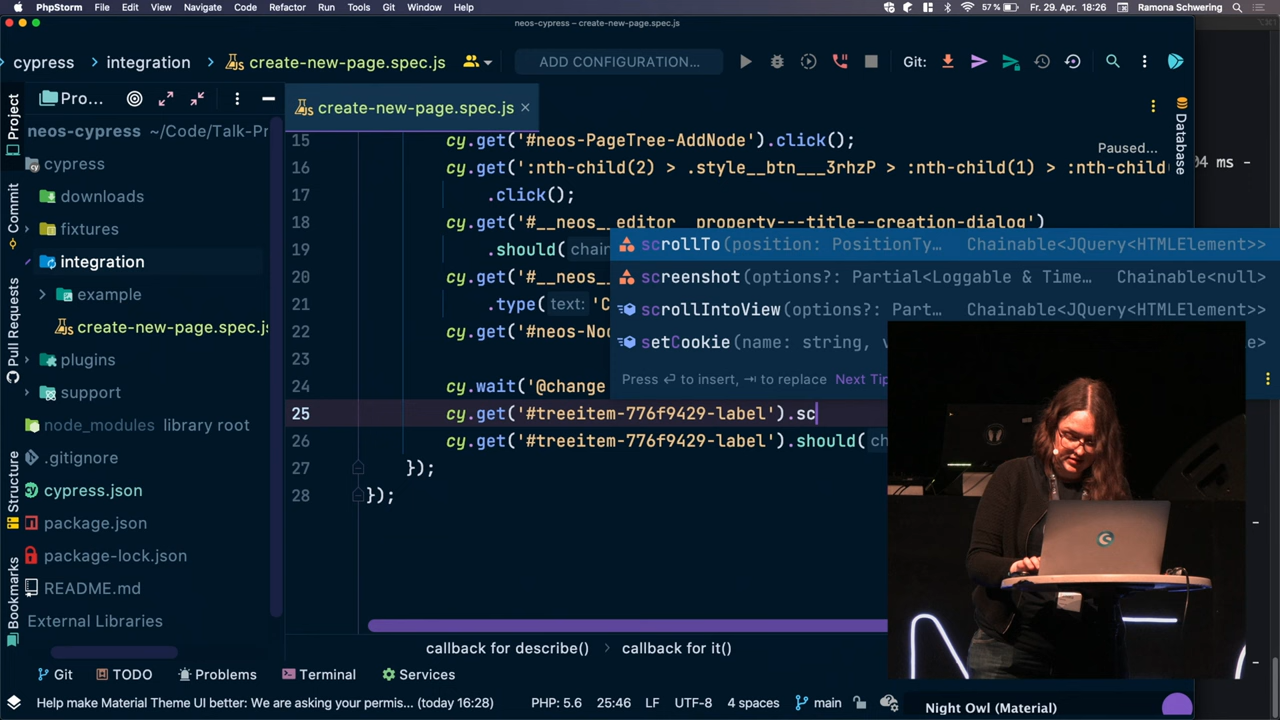 PhpStorm File Edit View Navigate Code Refactor Run Tools Git Window Help 57 % Fr. 29. Apr. 18:26 Ramona Schwering
neos-cypress – create-new-page.spec.js
cypress integration create-new-page.spec.js ADD CONFIGURATION... Git:
Project
Pro...
create-new-page.spec.js
neos-cypress ~/Code/Talk-Pr
cypress
downloads
fixtures
integration
example
create-new-page.spec.js
plugins
support
node_modules library root
.gitignore
cypress.json
package.json
package-lock.json
README.md
External Libraries
Commit
Pull Requests
Structure
Bookmarks
15 cy.get('#neos-PageTree-AddNode').click();
16 cy.get(':nth-child(2) > .style__btn___3rhzP > :nth-child(1) > :nth-child
17 .click();
18 cy.get('#__neos__editor__property---title--creation-dialog')
19 .should( chain
20 cy.get('#__neos_
21 .type( text: 'C
22 cy.get('#neos-Nod
23
24 cy.wait('@change
25 cy.get('#treeitem-776f9429-label').sc
26 cy.get('#treeitem-776f9429-label').should( ch
27 });
28 });
Paused...
04 ms -
Database
scrollTo(position: PositionTy... Chainable<JQuery<HTMLElement>>
screenshot(options?: Partial<Loggable & Time... Chainable<null>
scrollIntoView(options?: Part... Chainable<JQuery<HTMLElement>>
setCookie(name: string, v
Press ⏎ to insert, ⇥ to replace Next Tip
callback for describe() callback for it()
Git TODO Problems Terminal Services
Help make Material Theme UI better: We are asking your permis... (today 16:28) PHP: 5.6 25:46 LF UTF-8 4 spaces main Night Owl (Material)